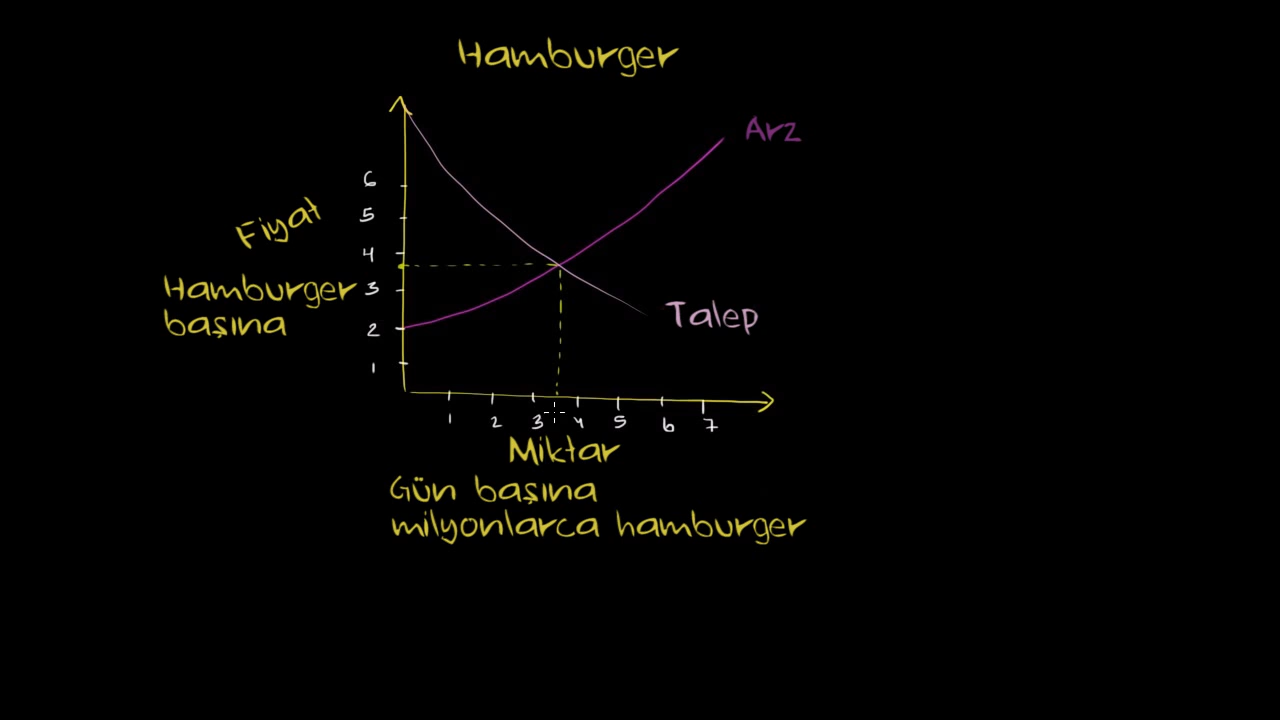 Hamburger
Arz
6
5
4
3
2
1
Fiyat
Hamburger
başına
Talep
1 2 3 4 5 6 7
Miktar
Gün başına
milyonlarca hamburger